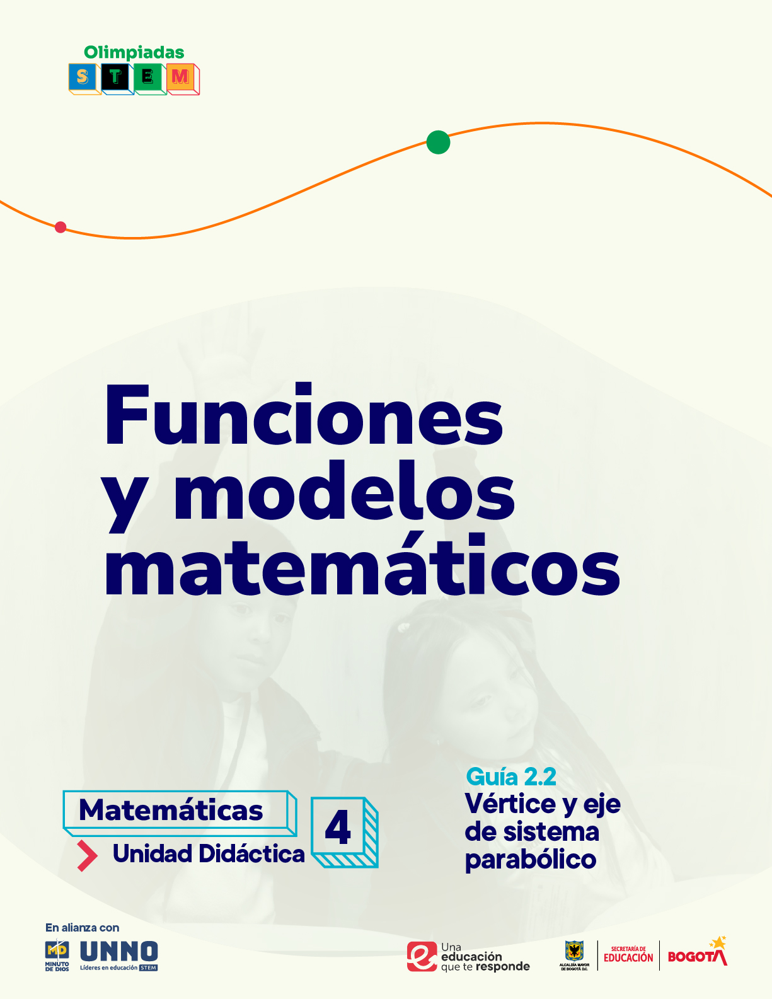 Olimpiadas
STEM
Funciones
y modelos
matemáticos
Guía 2.2
Vértice y eje
de sistema
parabólico
Matemáticas
4
Unidad Didáctica
En alianza con
MD
MINUTO
DE DIOS
UNNO
Líderes en educación STEM
e
Una
educación
que te responde
ALCALDÍA MAYOR
DE BOGOTÁ D.C.
SECRETARÍA DE
EDUCACIÓN
BOGOTÁ